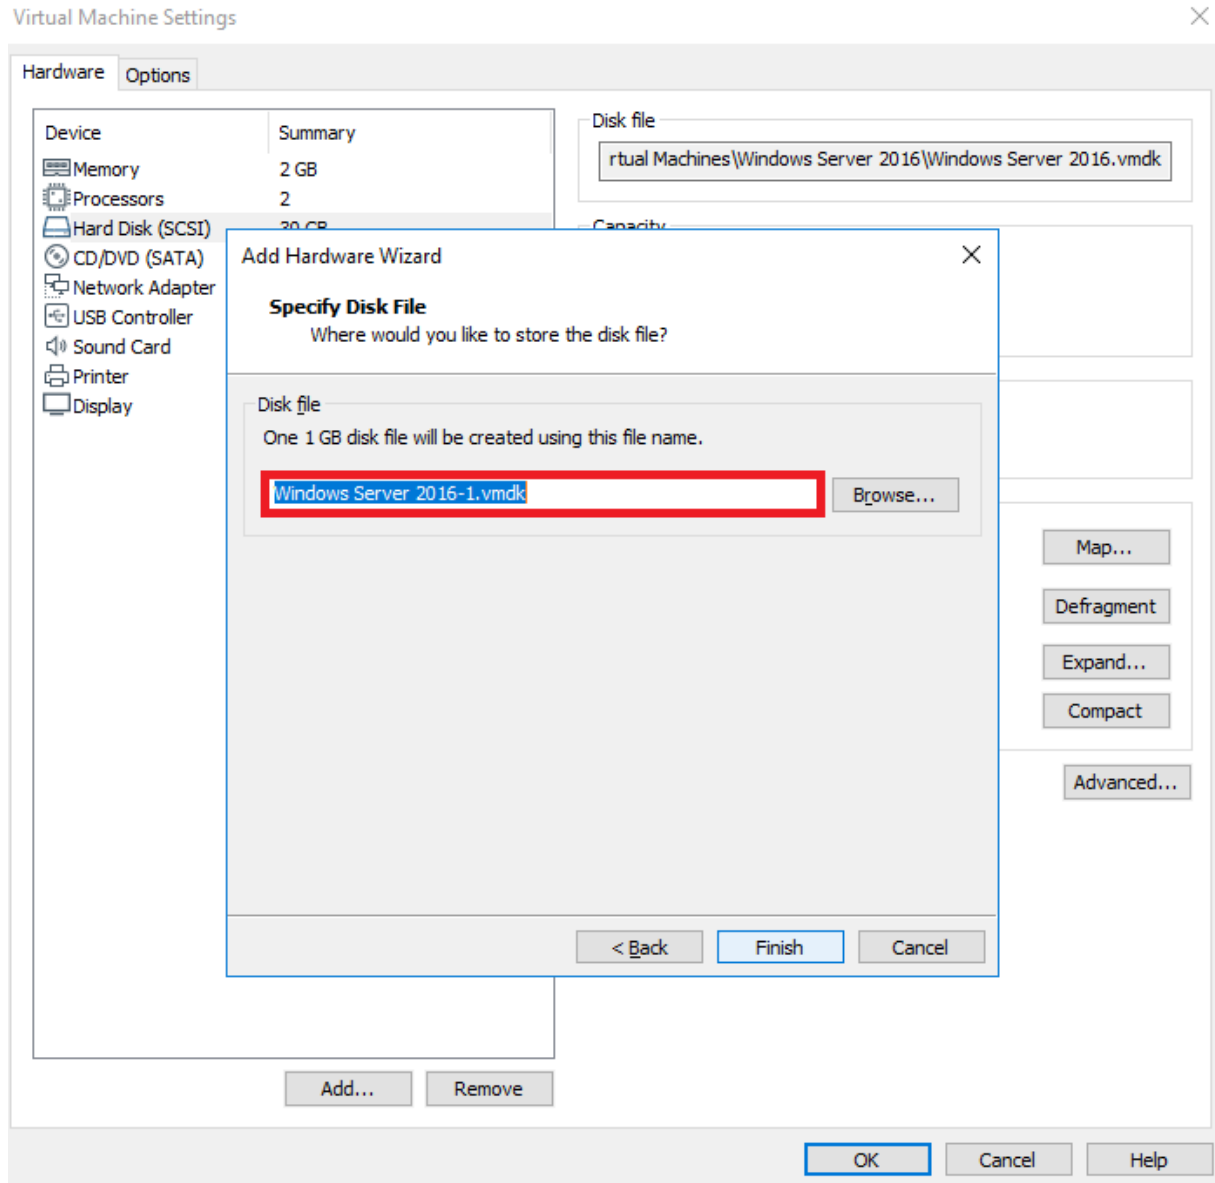 Virtual Machine Settings
Hardware
Options
Device Summary
Memory 2 GB
Processors 2
Hard Disk (SCSI) 30 GB
CD/DVD (SATA)
Network Adapter
USB Controller
Sound Card
Printer
Display
Disk file
rtual Machines\Windows Server 2016\Windows Server 2016.vmdk
Capacity
Add Hardware Wizard
Specify Disk File
Where would you like to store the disk file?
Disk file
One 1 GB disk file will be created using this file name.
Windows Server 2016-1.vmdk
Browse...
< Back
Finish
Cancel
Map...
Defragment
Expand...
Compact
Advanced...
Add...
Remove
OK
Cancel
Help